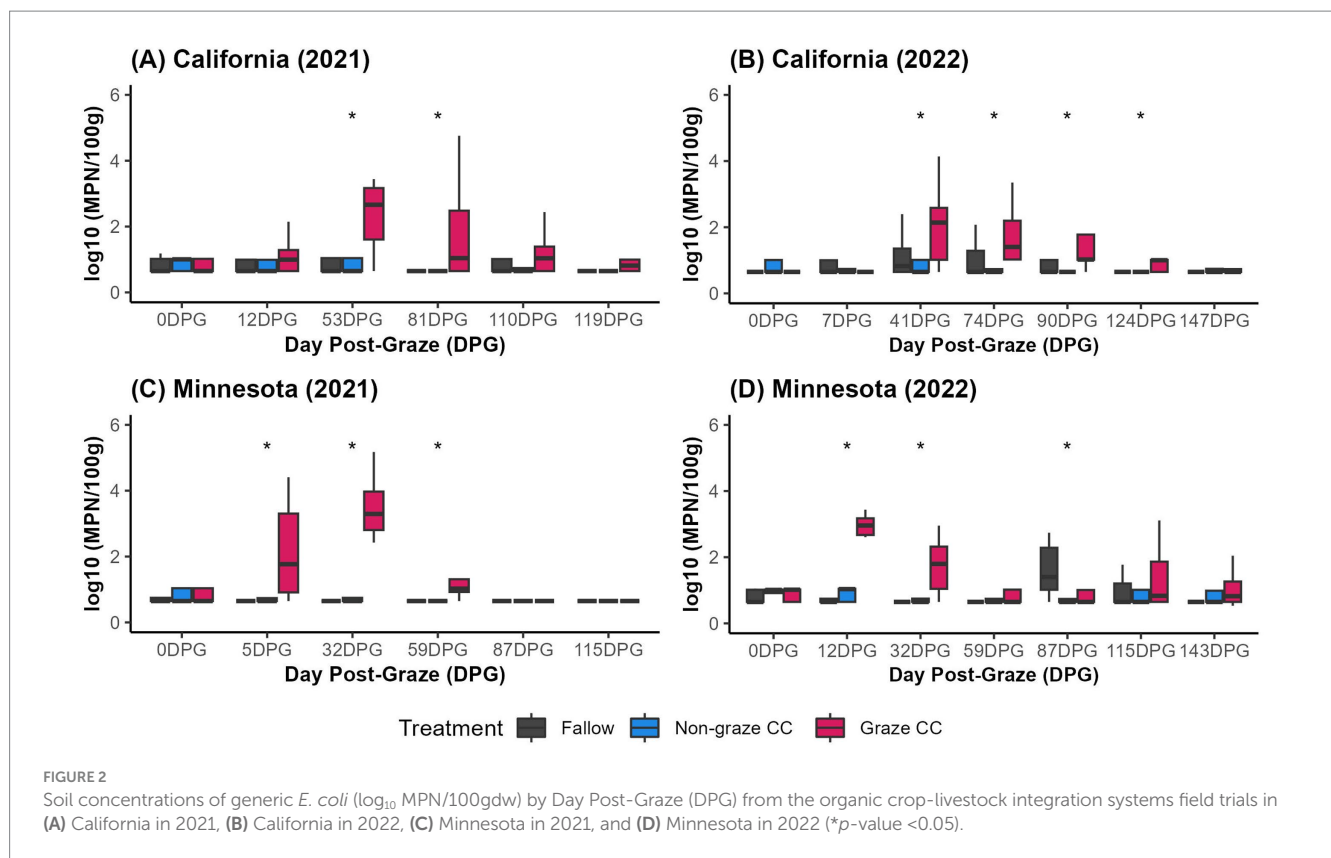 (A) California (2021)
log10 (MPN/100g)
6
4
2
0
* *
0DPG 12DPG 53DPG 81DPG 110DPG 119DPG
Day Post-Graze (DPG)
(B) California (2022)
log10 (MPN/100g)
6
4
2
0
* * * *
0DPG 7DPG 41DPG 74DPG 90DPG 124DPG 147DPG
Day Post-Graze (DPG)
(C) Minnesota (2021)
log10 (MPN/100g)
6
4
2
0
* * *
0DPG 5DPG 32DPG 59DPG 87DPG 115DPG
Day Post-Graze (DPG)
(D) Minnesota (2022)
log10 (MPN/100g)
6
4
2
0
* * *
0DPG 12DPG 32DPG 59DPG 87DPG 115DPG 143DPG
Day Post-Graze (DPG)
Treatment Fallow Non-graze CC Graze CC
FIGURE 2
Soil concentrations of generic E. coli (log₁₀ MPN/100gdw) by Day Post-Graze (DPG) from the organic crop-livestock integration systems field trials in
(A) California in 2021, (B) California in 2022, (C) Minnesota in 2021, and (D) Minnesota in 2022 (*p-value <0.05).